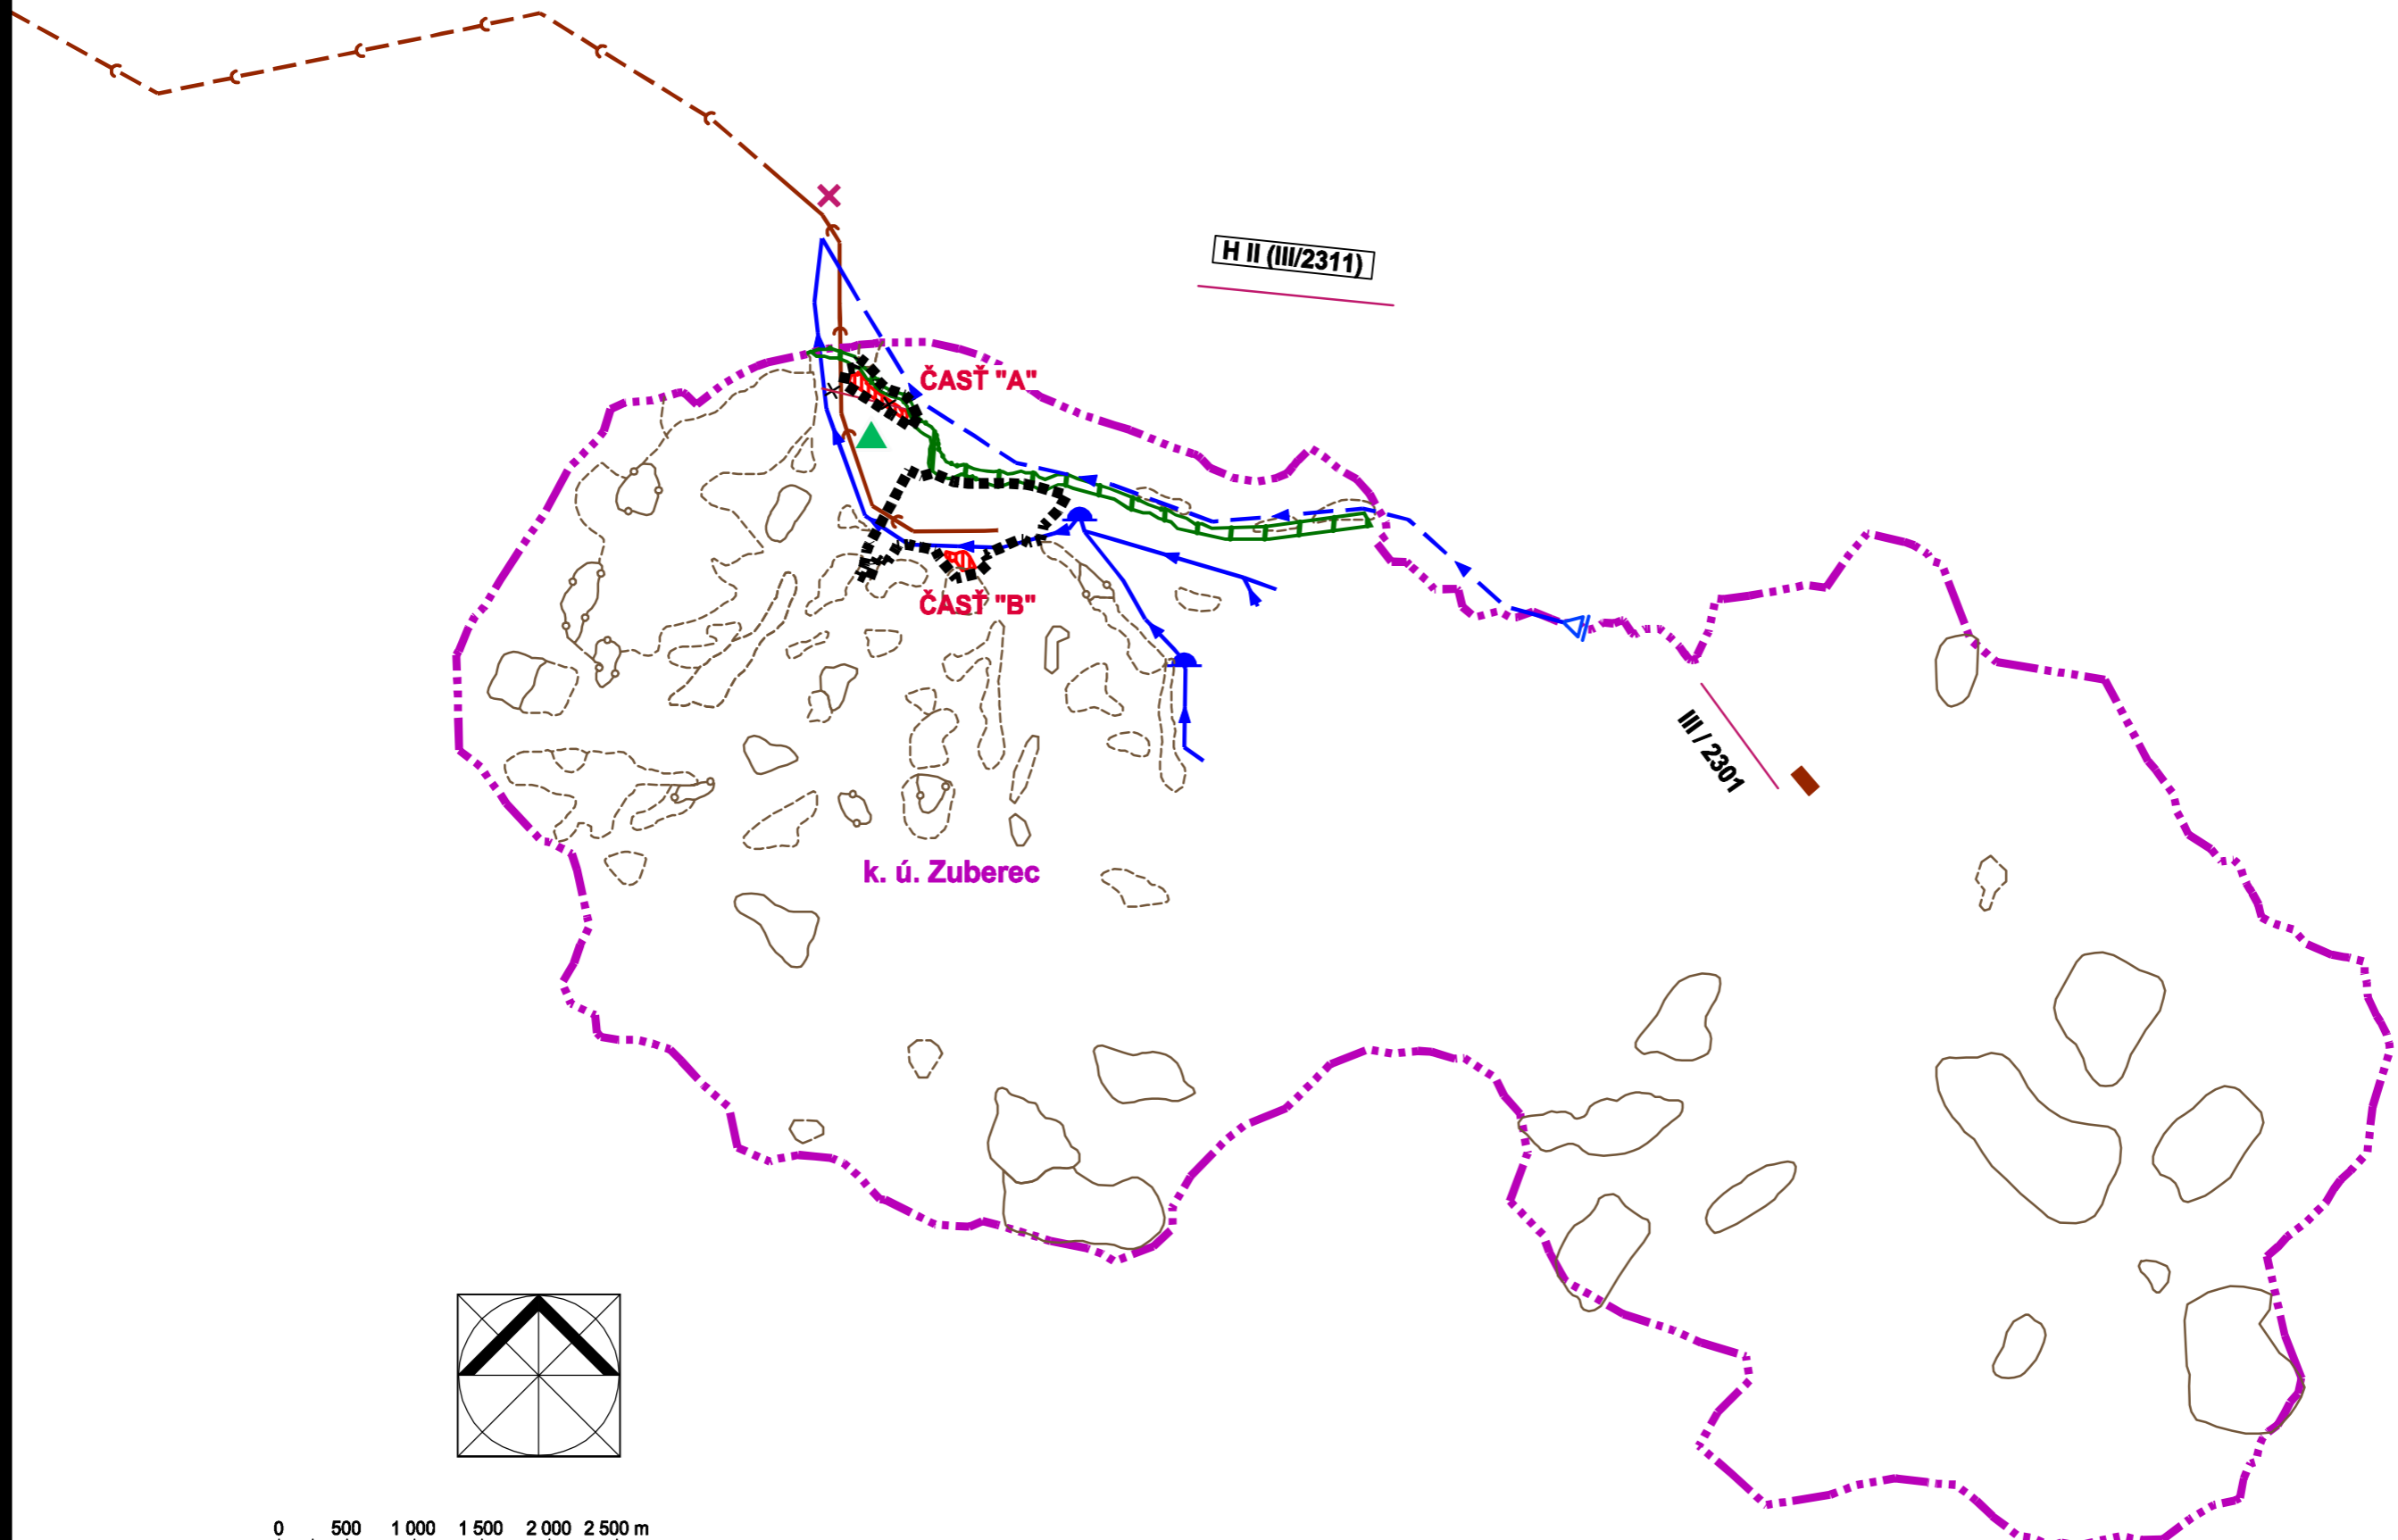 H II (III/2311)
ČASŤ "A"
ČASŤ "B"
III / 2301
k. ú. Zuberec
0 500 1 000 1 500 2 000 2 500 m